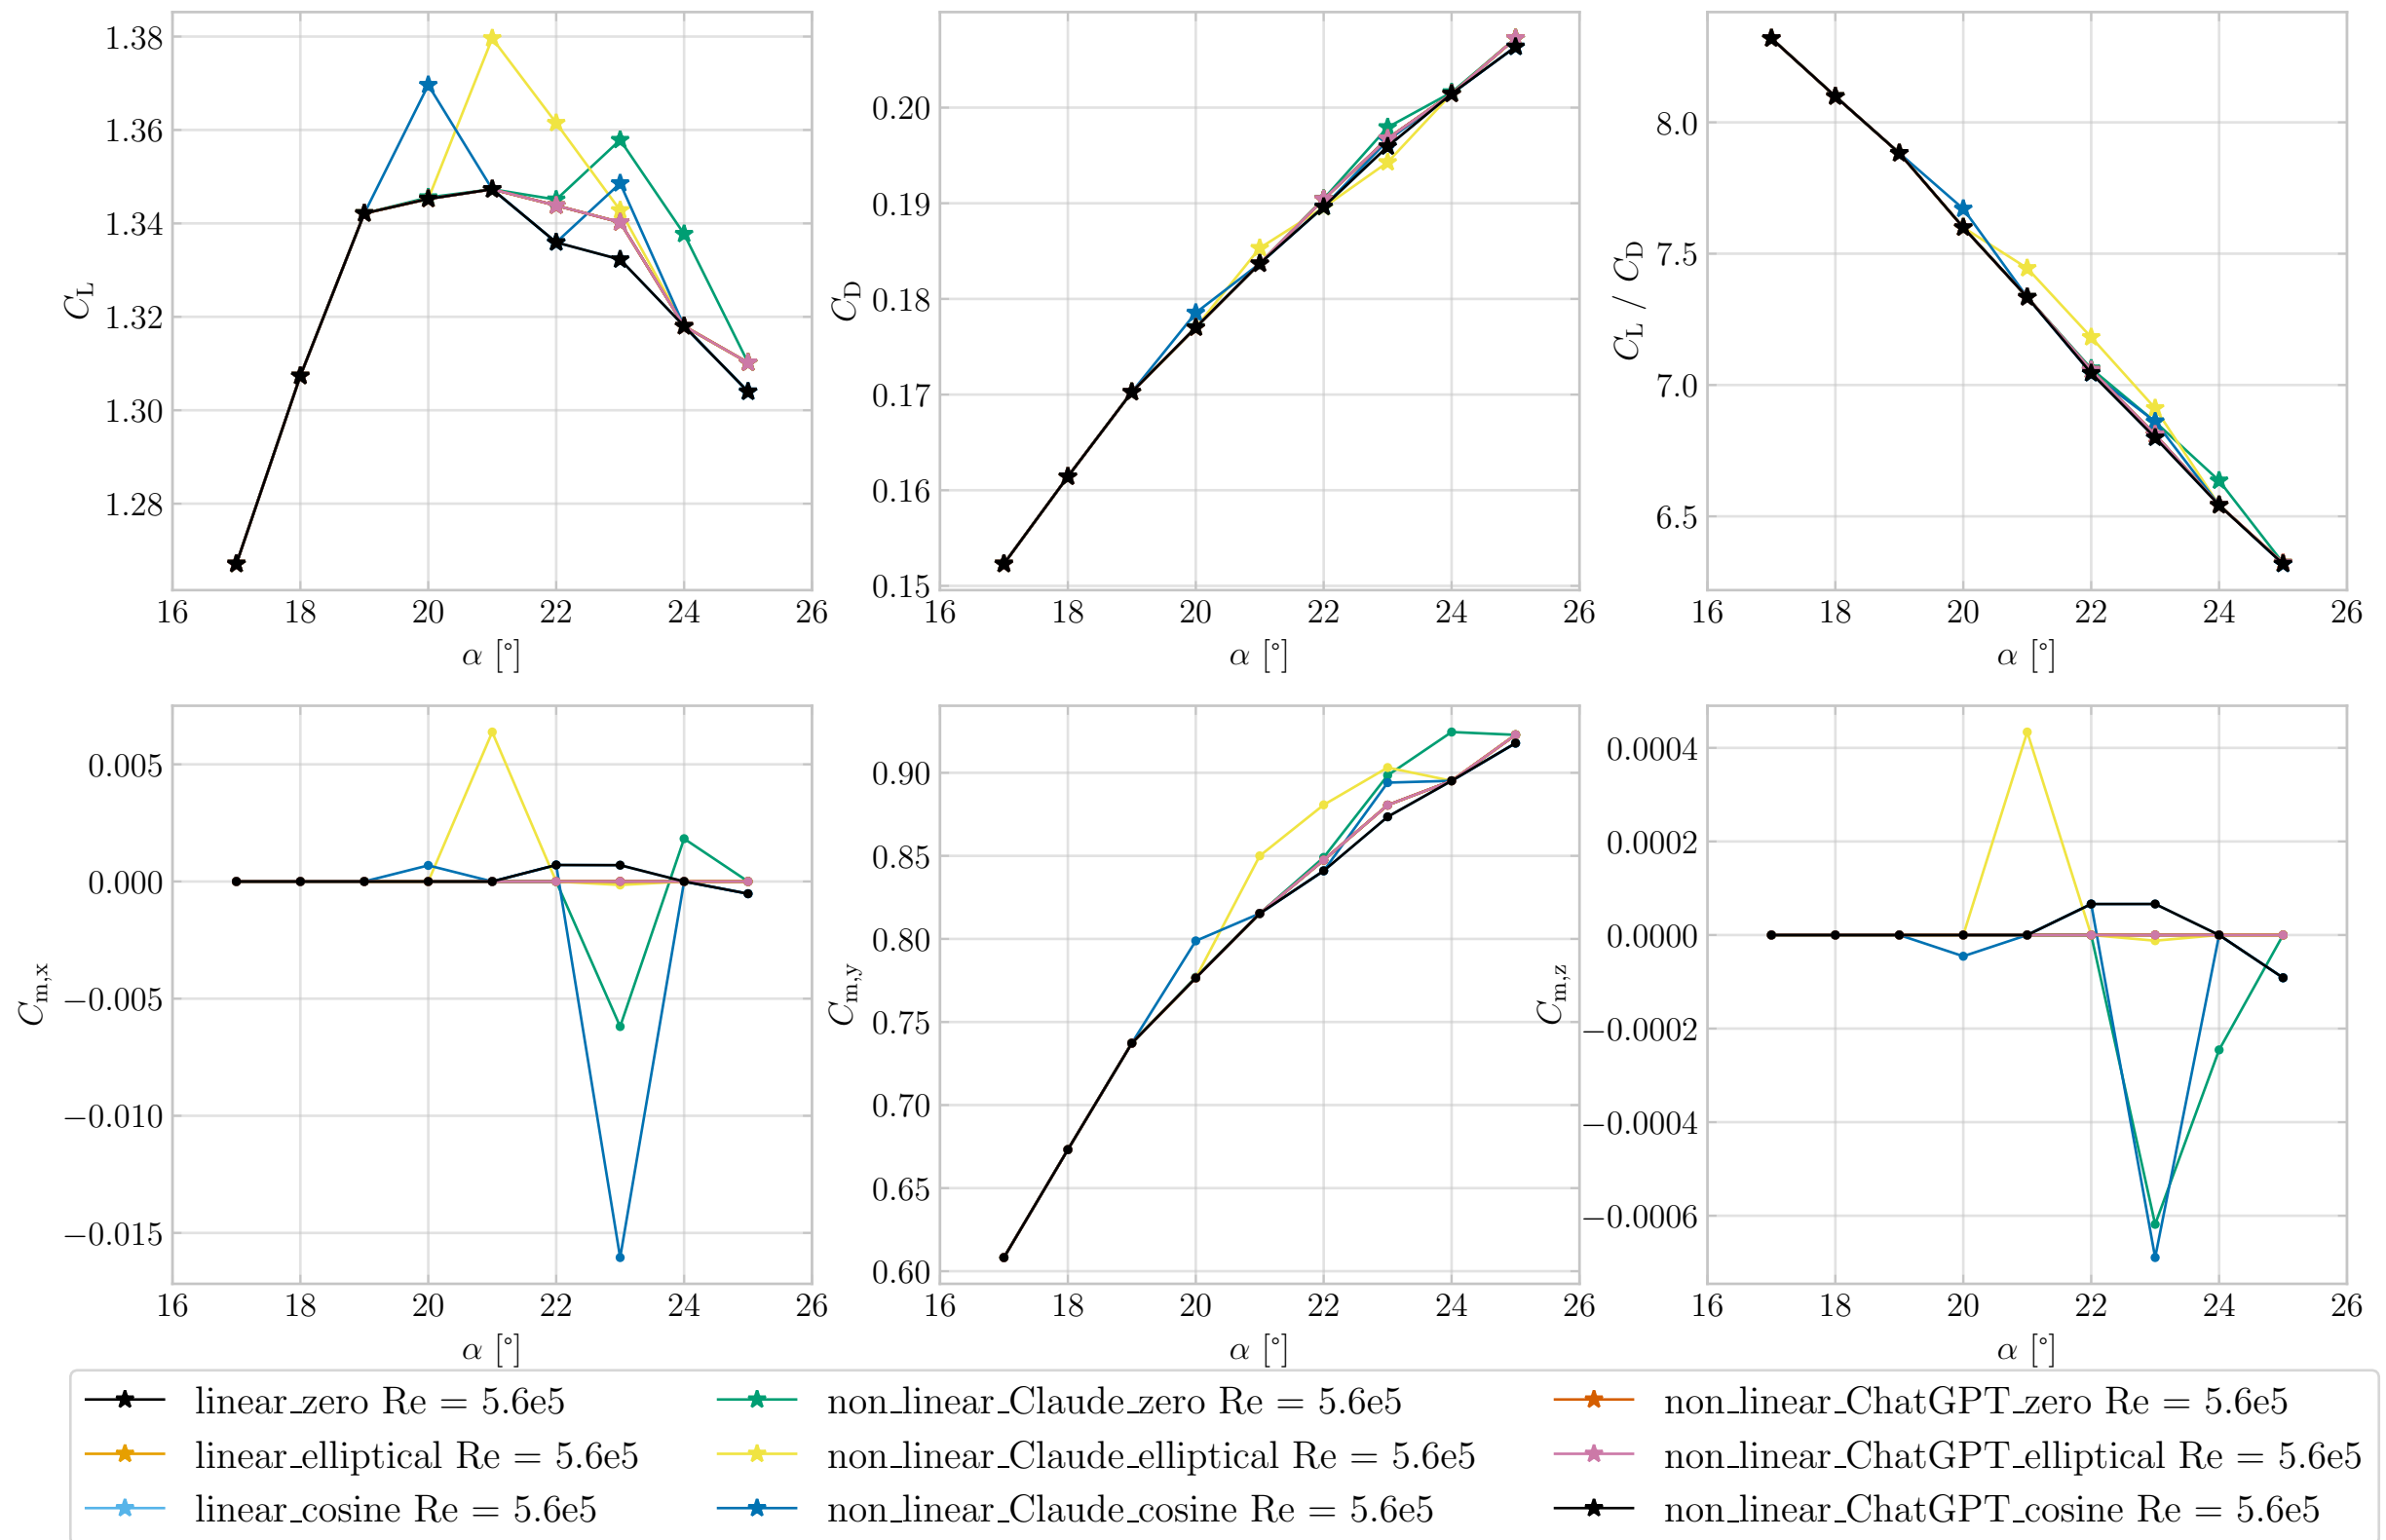 1.38
1.36
1.34
1.32
1.30
1.28
C_L
16 18 20 22 24 26
α [°]
0.20
0.19
0.18
0.17
0.16
0.15
C_D
16 18 20 22 24 26
α [°]
8.0
7.5
7.0
6.5
C_L / C_D
16 18 20 22 24 26
α [°]
0.005
0.000
−0.005
−0.010
−0.015
C_m,x
16 18 20 22 24 26
α [°]
0.90
0.85
0.80
0.75
0.70
0.65
0.60
C_m,y
16 18 20 22 24 26
α [°]
0.0004
0.0002
0.0000
−0.0002
−0.0004
−0.0006
C_m,z
16 18 20 22 24 26
α [°]
linear_zero Re = 5.6e5
linear_elliptical Re = 5.6e5
linear_cosine Re = 5.6e5
non_linear_Claude_zero Re = 5.6e5
non_linear_Claude_elliptical Re = 5.6e5
non_linear_Claude_cosine Re = 5.6e5
non_linear_ChatGPT_zero Re = 5.6e5
non_linear_ChatGPT_elliptical Re = 5.6e5
non_linear_ChatGPT_cosine Re = 5.6e5